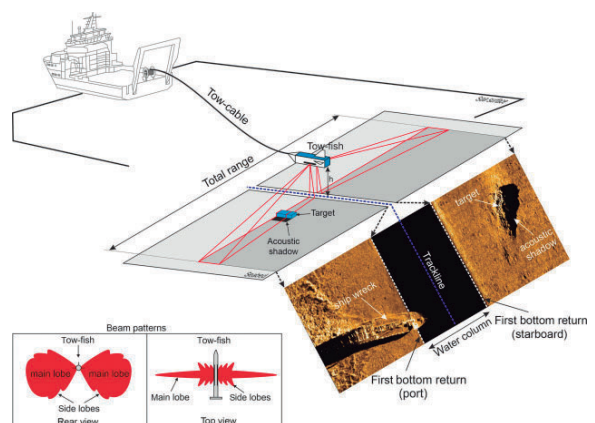 Tow-cable
Sea surface
Tow-fish
Total range
h
Target
Acoustic
shadow
target
acoustic
shadow
Trackline
ship wreck
First bottom return
(starboard)
Water column
First bottom return
(port)
Beam patterns
Tow-fish
main lobe
main lobe
Side lobes
Rear view
Tow-fish
Main lobe
Side lobes
Top view